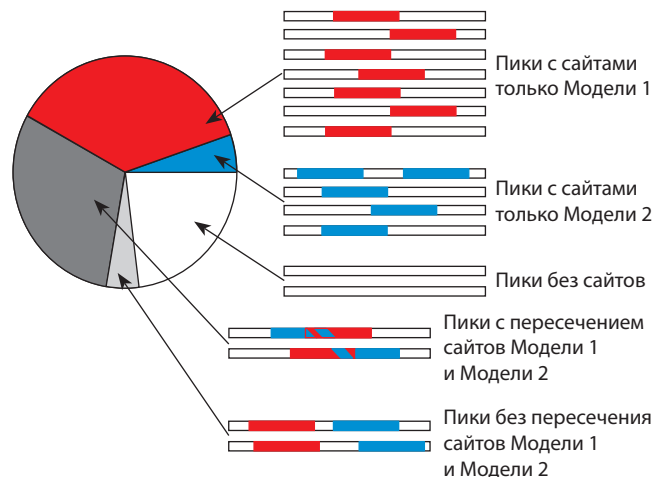 Пики с сайтами
только Модели 1
Пики с сайтами
только Модели 2
Пики без сайтов
Пики с пересечением
сайтов Модели 1
и Модели 2
Пики без пересечения
сайтов Модели 1
и Модели 2